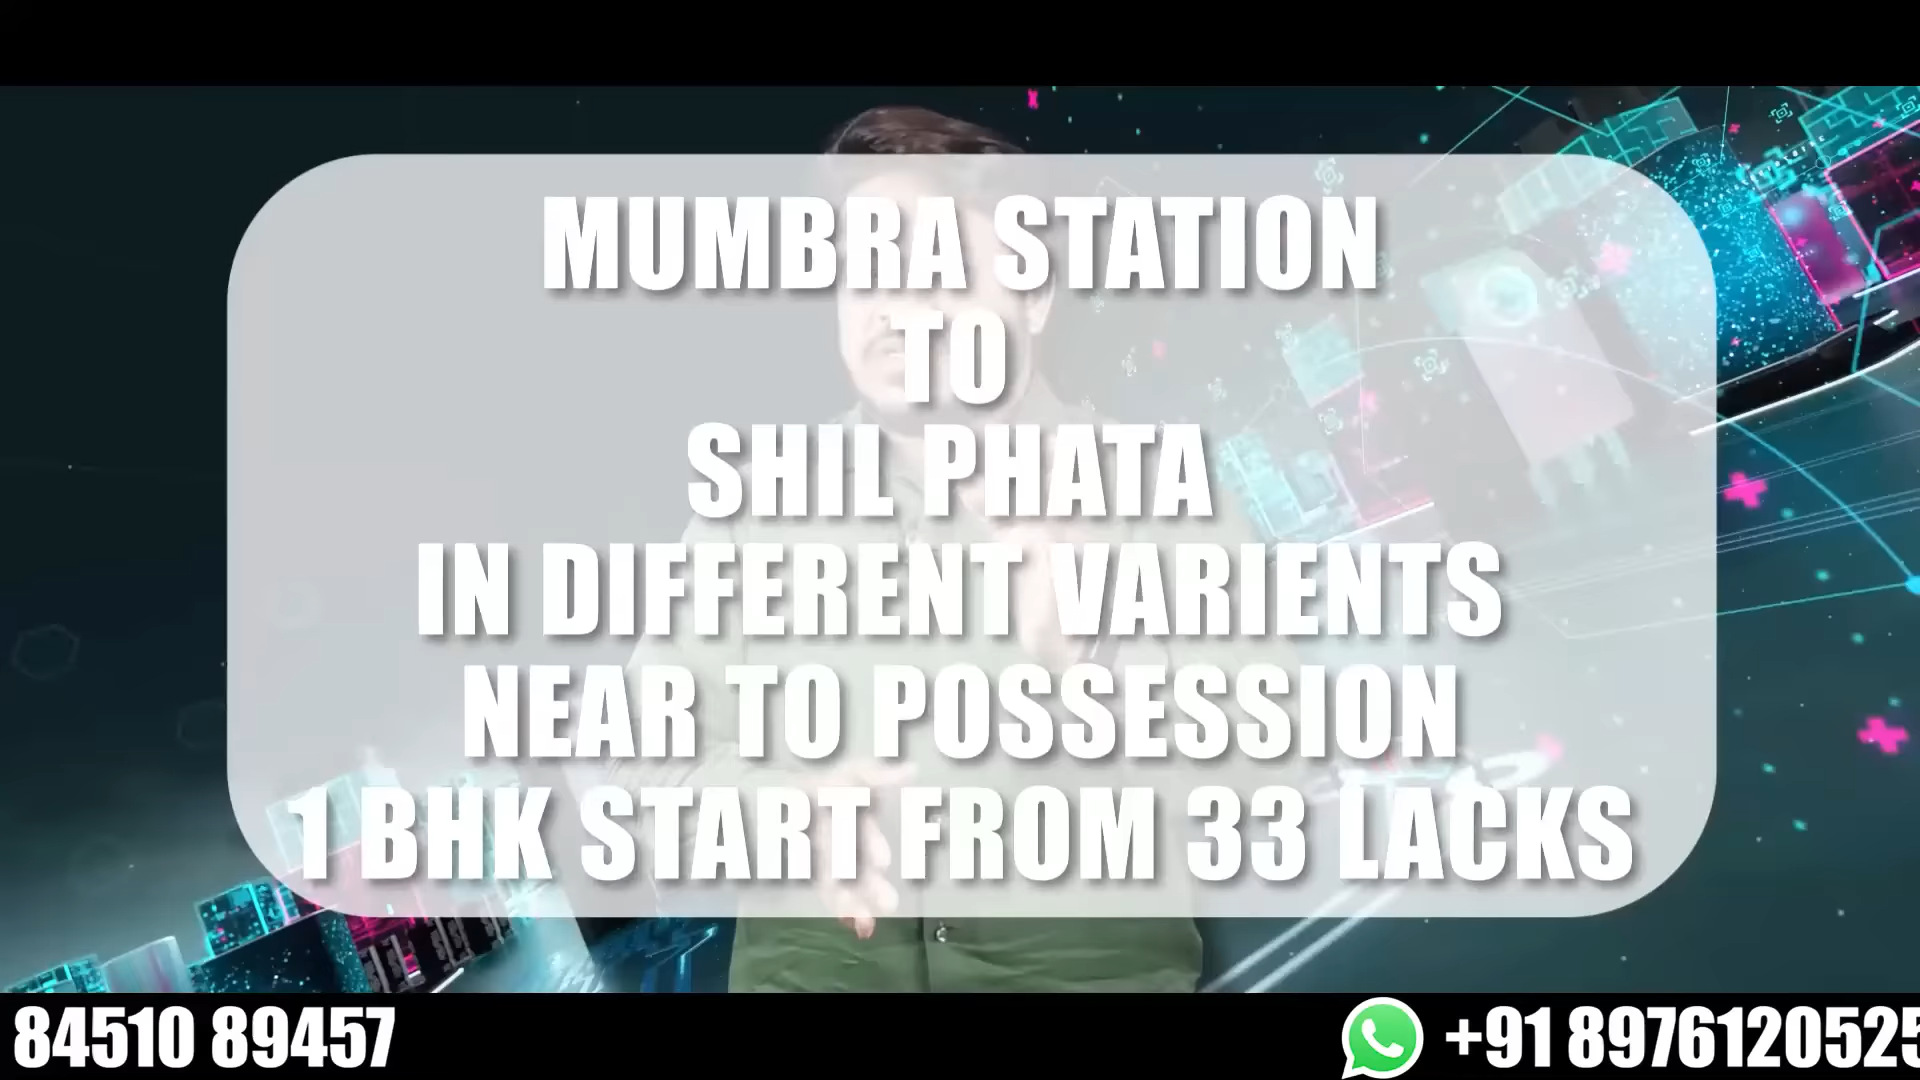 MUMBRA STATION
TO
SHIL PHATA
IN DIFFERENT VARIENTS
NEAR TO POSSESSION
1 BHK START FROM 33 LACKS
84510 89457
+91 8976120525